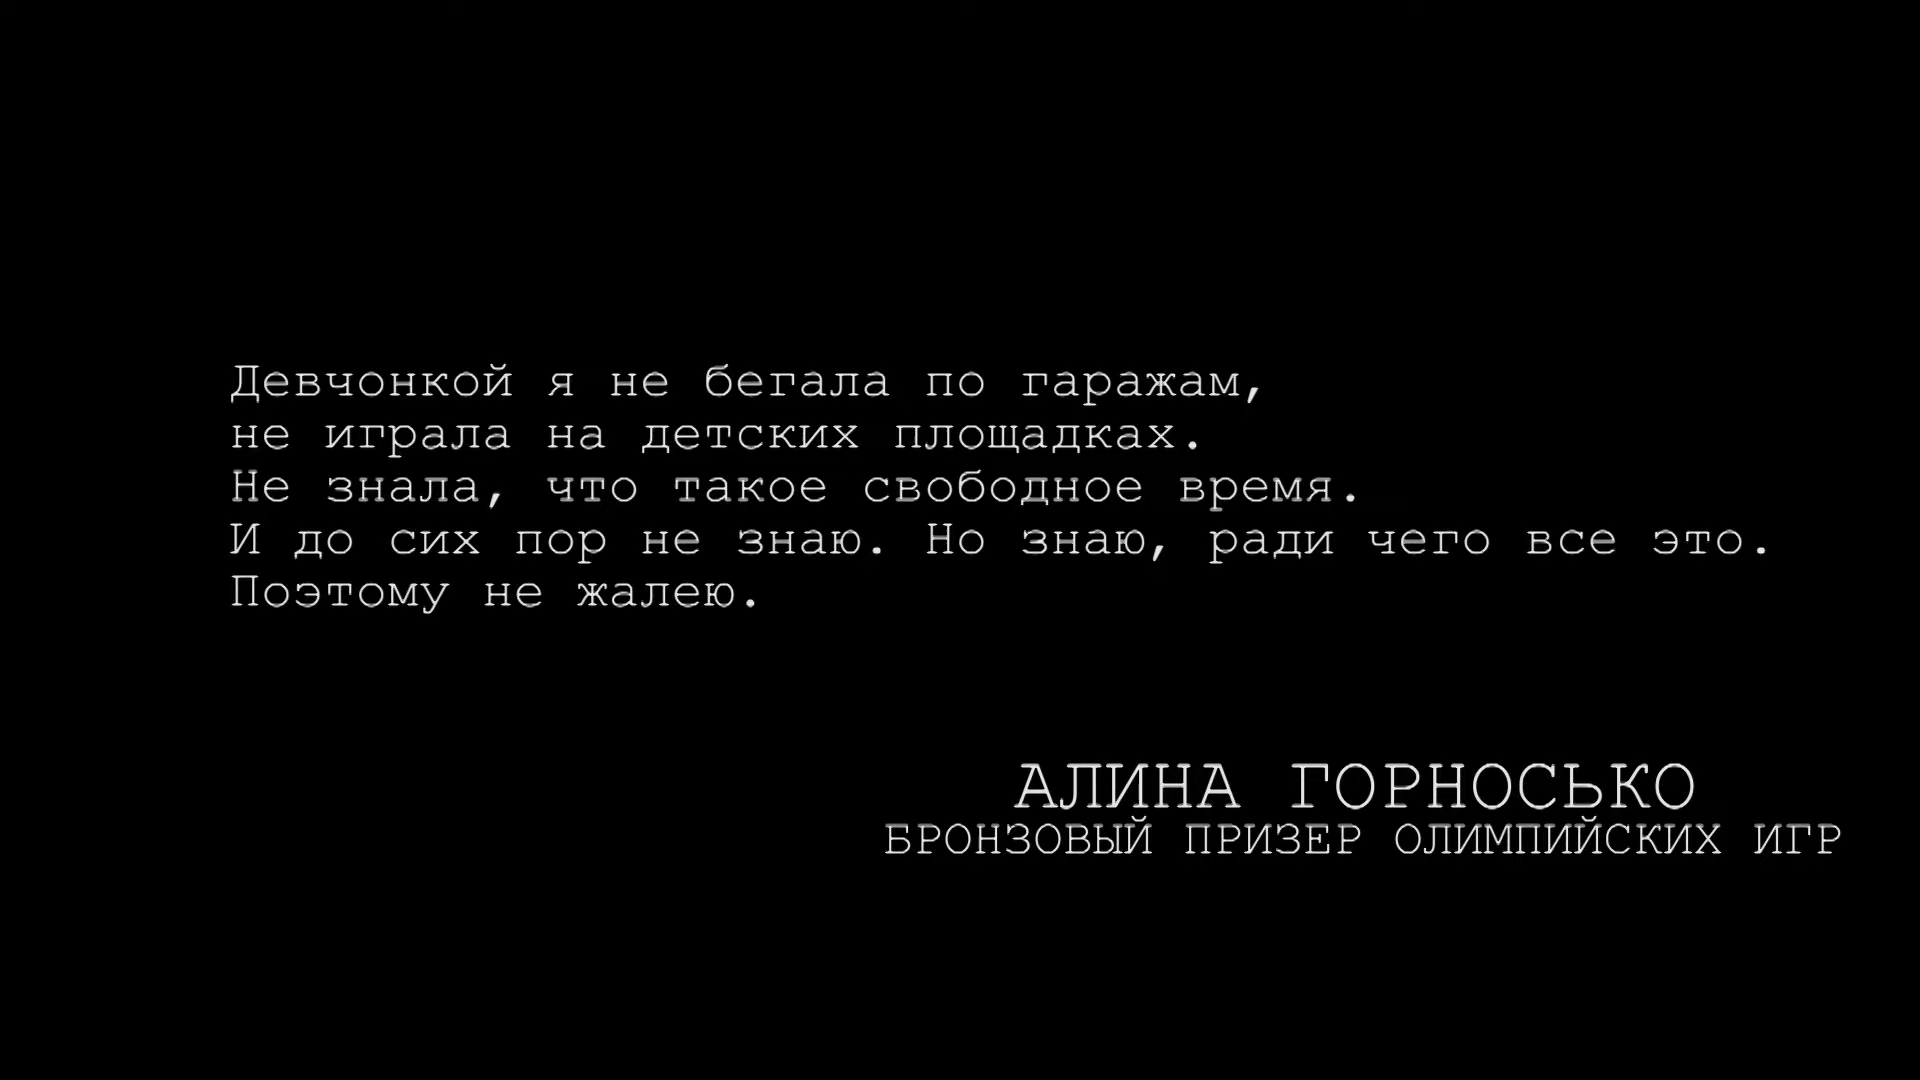 Девчонкой я не бегала по гаражам,
не играла на детских площадках.
Не знала, что такое свободное время.
И до сих пор не знаю. Но знаю, ради чего все это.
Поэтому не жалею.
АЛИНА ГОРНОСЬКО
БРОНЗОВЫЙ ПРИЗЕР ОЛИМПИЙСКИХ ИГР